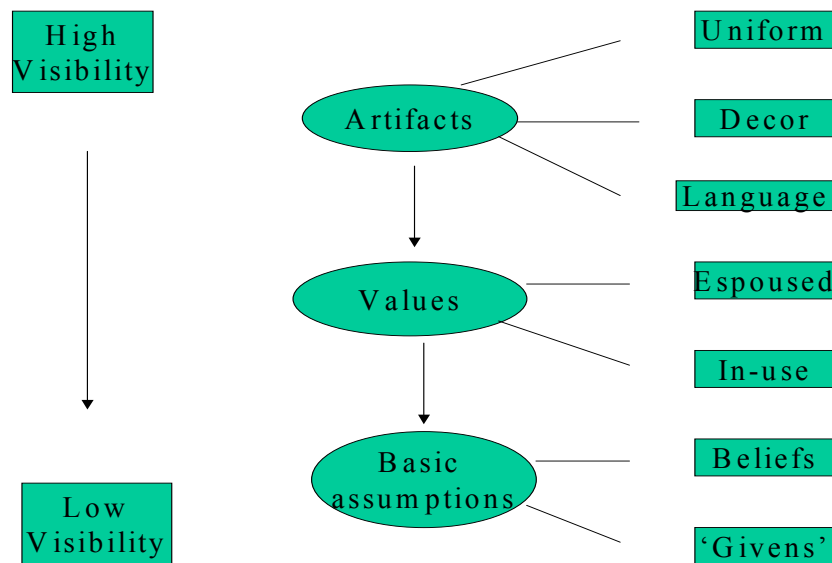 High
Visibility
Uniform
Artifacts
Decor
Language
Values
Espoused
In-use
Basic
assumptions
Beliefs
Low
Visibility
‘Givens’